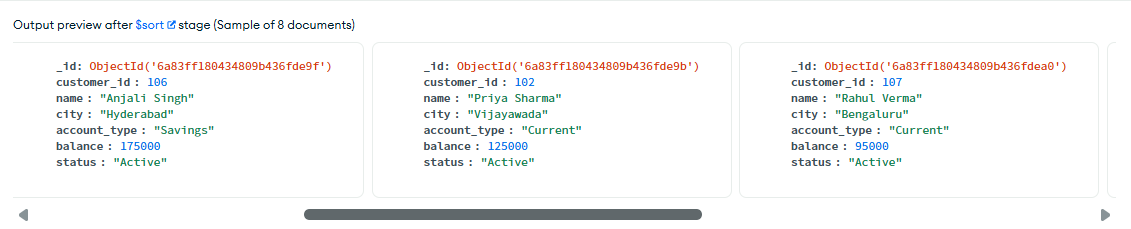 Output preview after $sort stage (Sample of 8 documents)
_id: ObjectId('6a83ff180434809b436fde9f')
customer_id : 106
name : "Anjali Singh"
city : "Hyderabad"
account_type : "Savings"
balance : 175000
status : "Active"
_id: ObjectId('6a83ff180434809b436fde9b')
customer_id : 102
name : "Priya Sharma"
city : "Vijayawada"
account_type : "Current"
balance : 125000
status : "Active"
_id: ObjectId('6a83ff180434809b436fdea0')
customer_id : 107
name : "Rahul Verma"
city : "Bengaluru"
account_type : "Current"
balance : 95000
status : "Active"